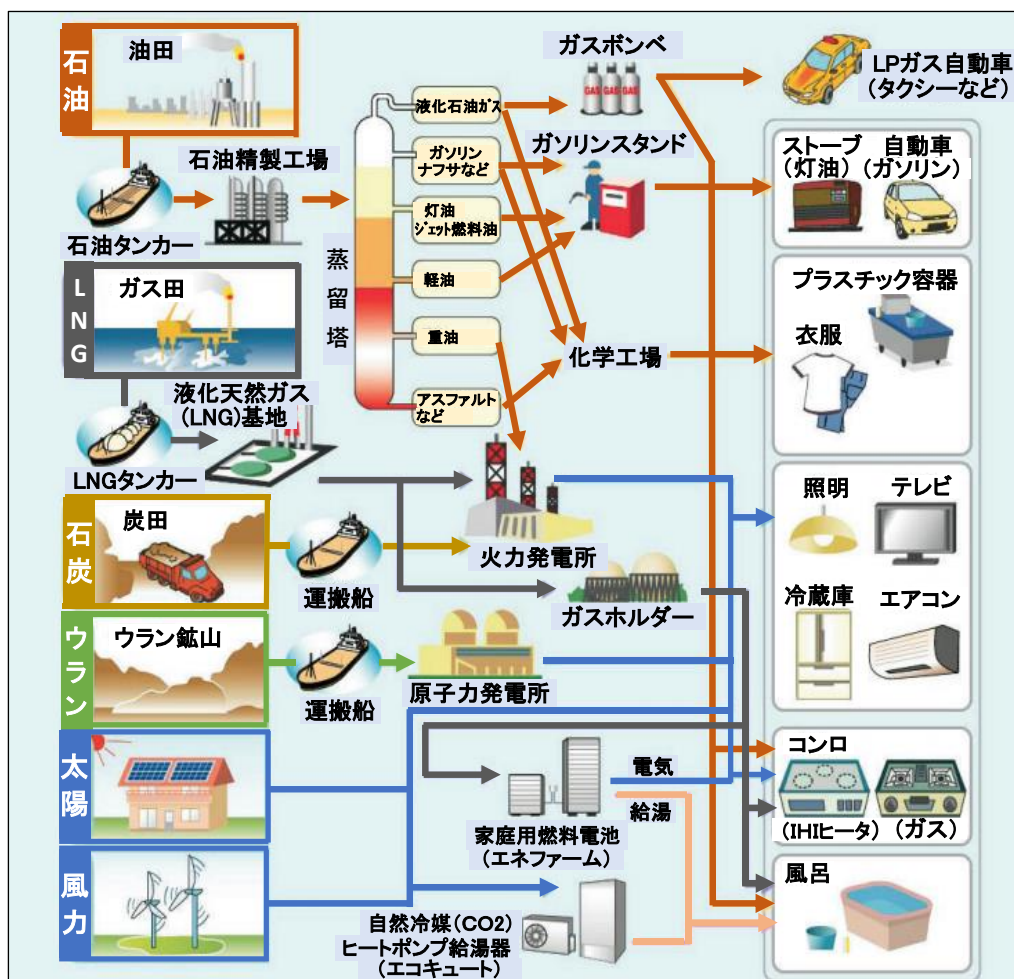 石油
油田
石油タンカー
石油精製工場
蒸留塔
液化石油ガス
ガソリン
ナフサなど
灯油
ジェット燃料油
軽油
重油
アスファルト
など
ガスボンベ
GAS GAS GAS
ガソリンスタンド
化学工場
LPガス自動車
(タクシーなど)
ストーブ
(灯油)
自動車
(ガソリン)
プラスチック容器
衣服
LNG
ガス田
LNGタンカー
液化天然ガス
(LNG)基地
石炭
炭田
運搬船
火力発電所
ガスホルダー
照明
テレビ
冷蔵庫
エアコン
ウラン
ウラン鉱山
運搬船
原子力発電所
太陽
風力
電気
給湯
家庭用燃料電池
(エネファーム)
自然冷媒(CO2)
ヒートポンプ給湯器
(エコキュート)
コンロ
(IHIヒータ)
(ガス)
風呂